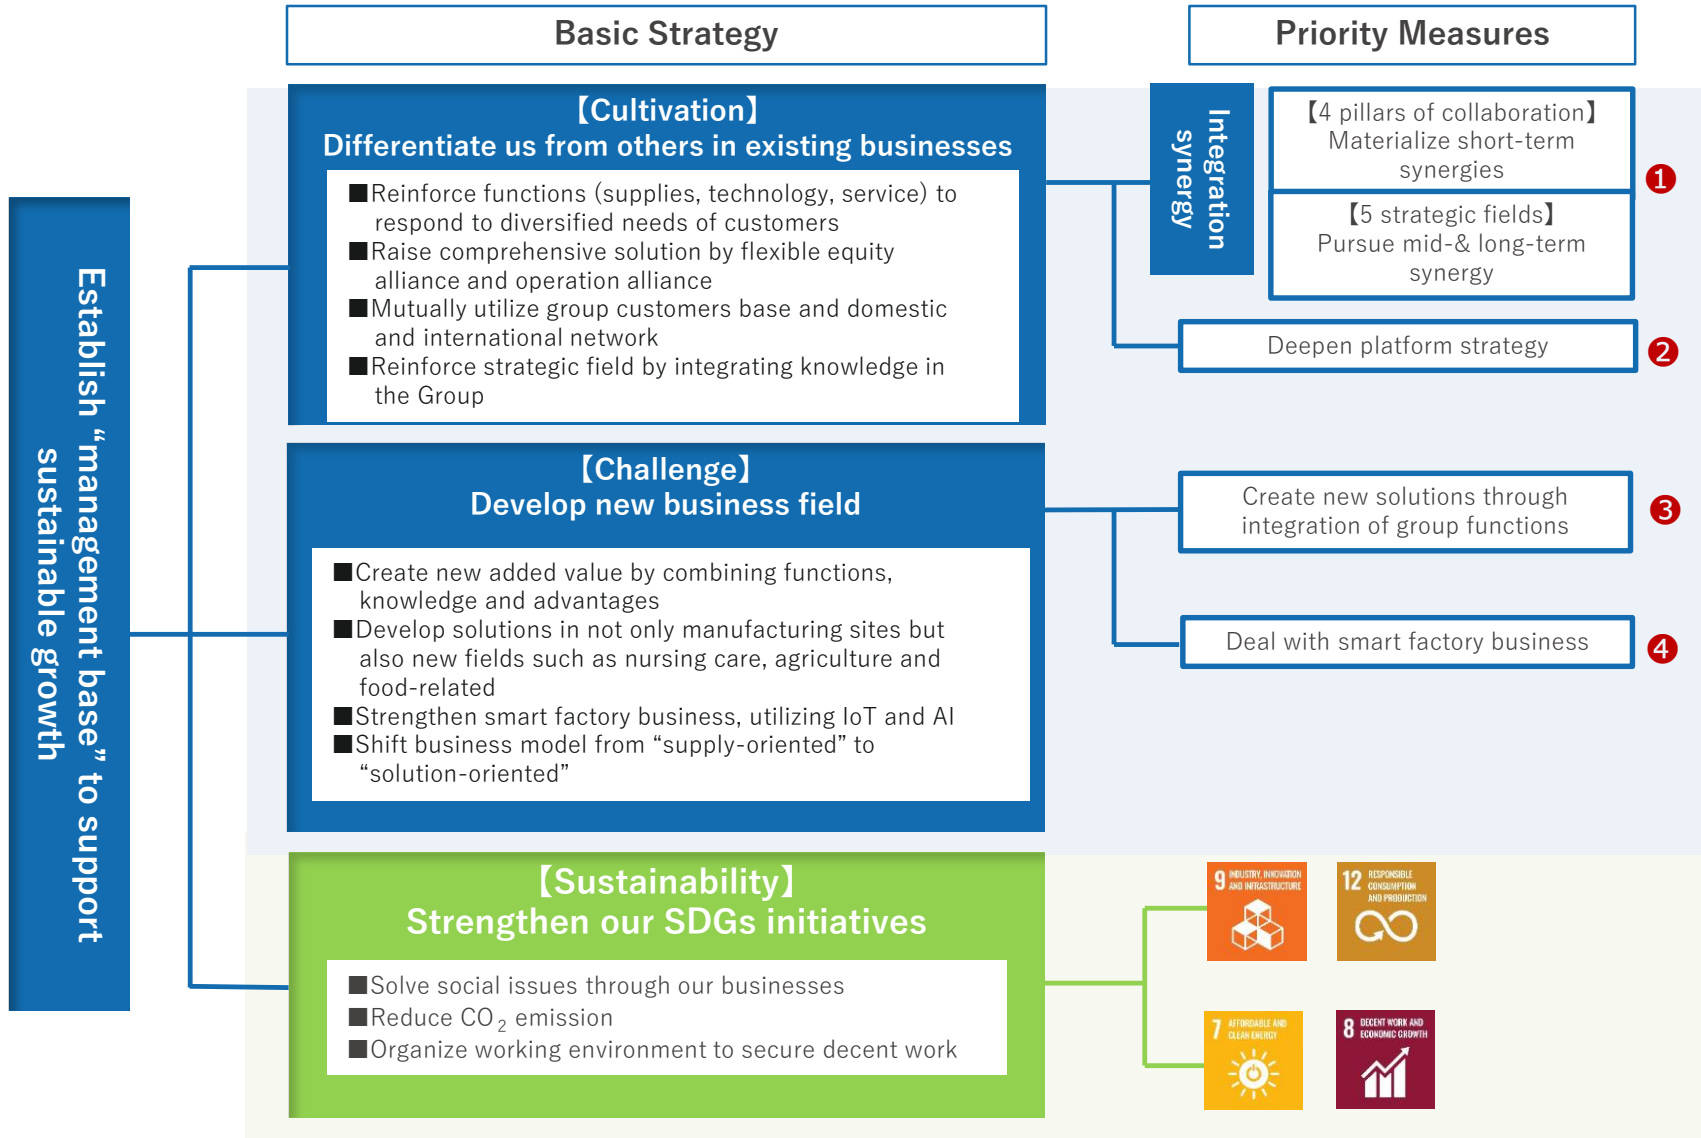 Basic Strategy
Priority Measures
Establish “management base” to support
sustainable growth
【Cultivation】
Differentiate us from others in existing businesses
■Reinforce functions (supplies, technology, service) to
respond to diversified needs of customers
■Raise comprehensive solution by flexible equity
alliance and operation alliance
■Mutually utilize group customers base and domestic
and international network
■Reinforce strategic field by integrating knowledge in
the Group
Integration
synergy
【4 pillars of collaboration】
Materialize short-term
synergies
❶
【5 strategic fields】
Pursue mid-& long-term
synergy
Deepen platform strategy
❷
【Challenge】
Develop new business field
■Create new added value by combining functions,
knowledge and advantages
■Develop solutions in not only manufacturing sites but
also new fields such as nursing care, agriculture and
food-related
■Strengthen smart factory business, utilizing IoT and AI
■Shift business model from “supply-oriented” to
“solution-oriented”
Create new solutions through
integration of group functions
❸
Deal with smart factory business
❹
【Sustainability】
Strengthen our SDGs initiatives
■Solve social issues through our businesses
■Reduce CO₂ emission
■Organize working environment to secure decent work
9 INDUSTRY, INNOVATION
AND INFRASTRUCTURE
12 RESPONSIBLE
CONSUMPTION
AND PRODUCTION
7 AFFORDABLE AND
CLEAN ENERGY
8 DECENT WORK AND
ECONOMIC GROWTH